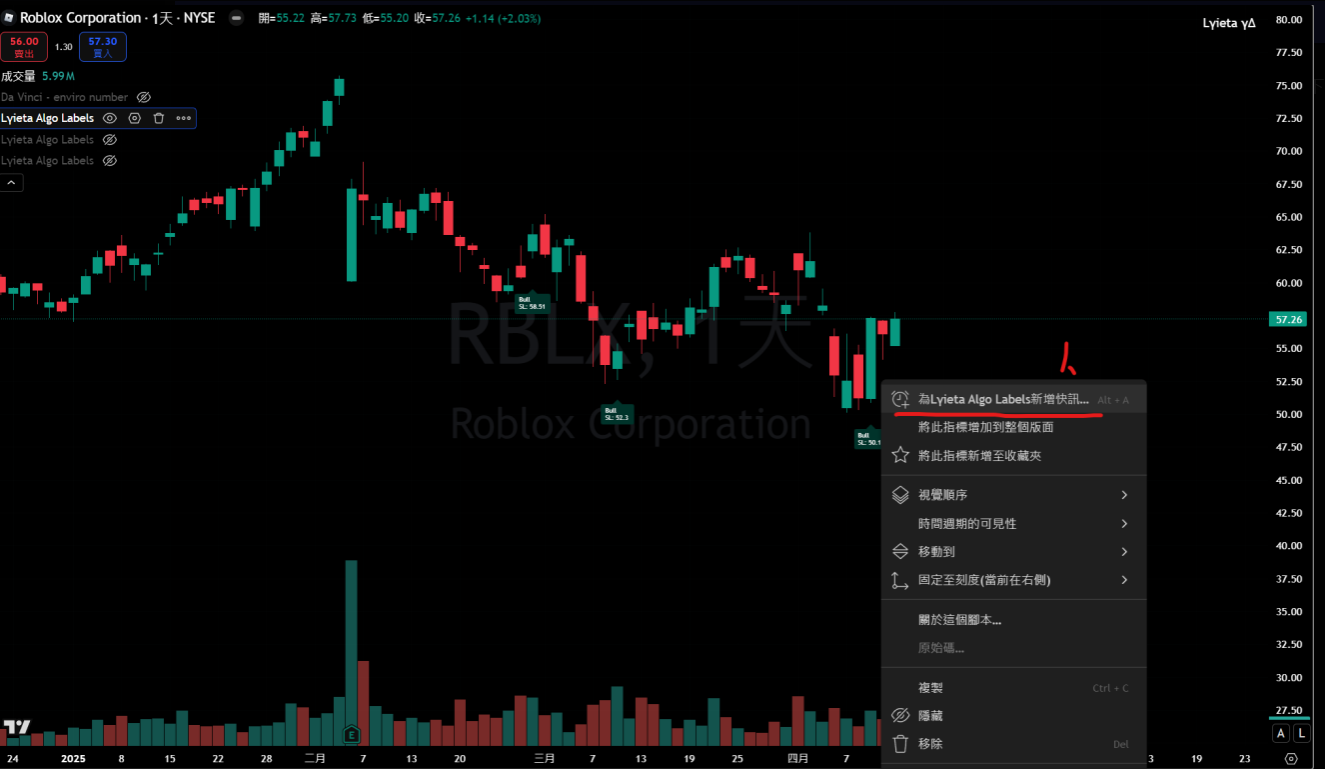 Roblox Corporation · 1天 · NYSE 開=55.22 高=57.73 低=55.20 收=57.26 +1.14 (+2.03%)
Lyieta γΔ
56.00
賣出
1.30
57.30
買入
成交量 5.99M
Da Vinci - enviro number
Lyieta Algo Labels
Lyieta Algo Labels
Lyieta Algo Labels
RBLX, 1天
Roblox Corporation
Bull
SL: 58.51
Bull
SL: 52.3
Bull
SL: 50.1
1.
為Lyieta Algo Labels新增快訊... Alt + A
將此指標增加到整個版面
將此指標新增至收藏夾
視覺順序
時間週期的可見性
移動到
固定至刻度(當前在右側)
關於這個腳本...
原始碼...
複製 Ctrl + C
隱藏
移除 Del
80.00
77.50
75.00
72.50
70.00
67.50
65.00
62.50
60.00
57.26
55.00
52.50
50.00
47.50
45.00
42.50
40.00
37.50
35.00
32.50
30.00
27.50
A L
E
24 2025 8 15 22 28 二月 7 13 20 三月 7 13 19 25 四月 7 3 19 23